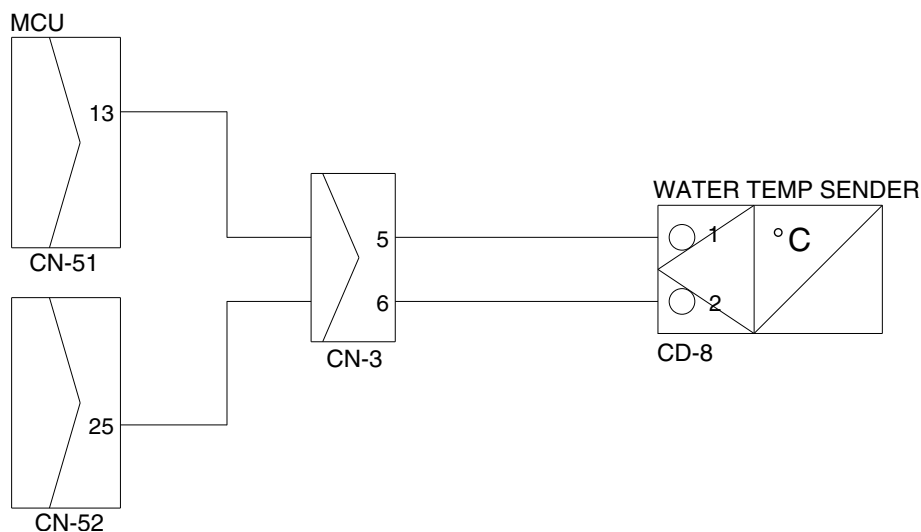 MCU
13
CN-51
25
CN-52
5
6
CN-3
WATER TEMP SENDER
1
°C
2
CD-8